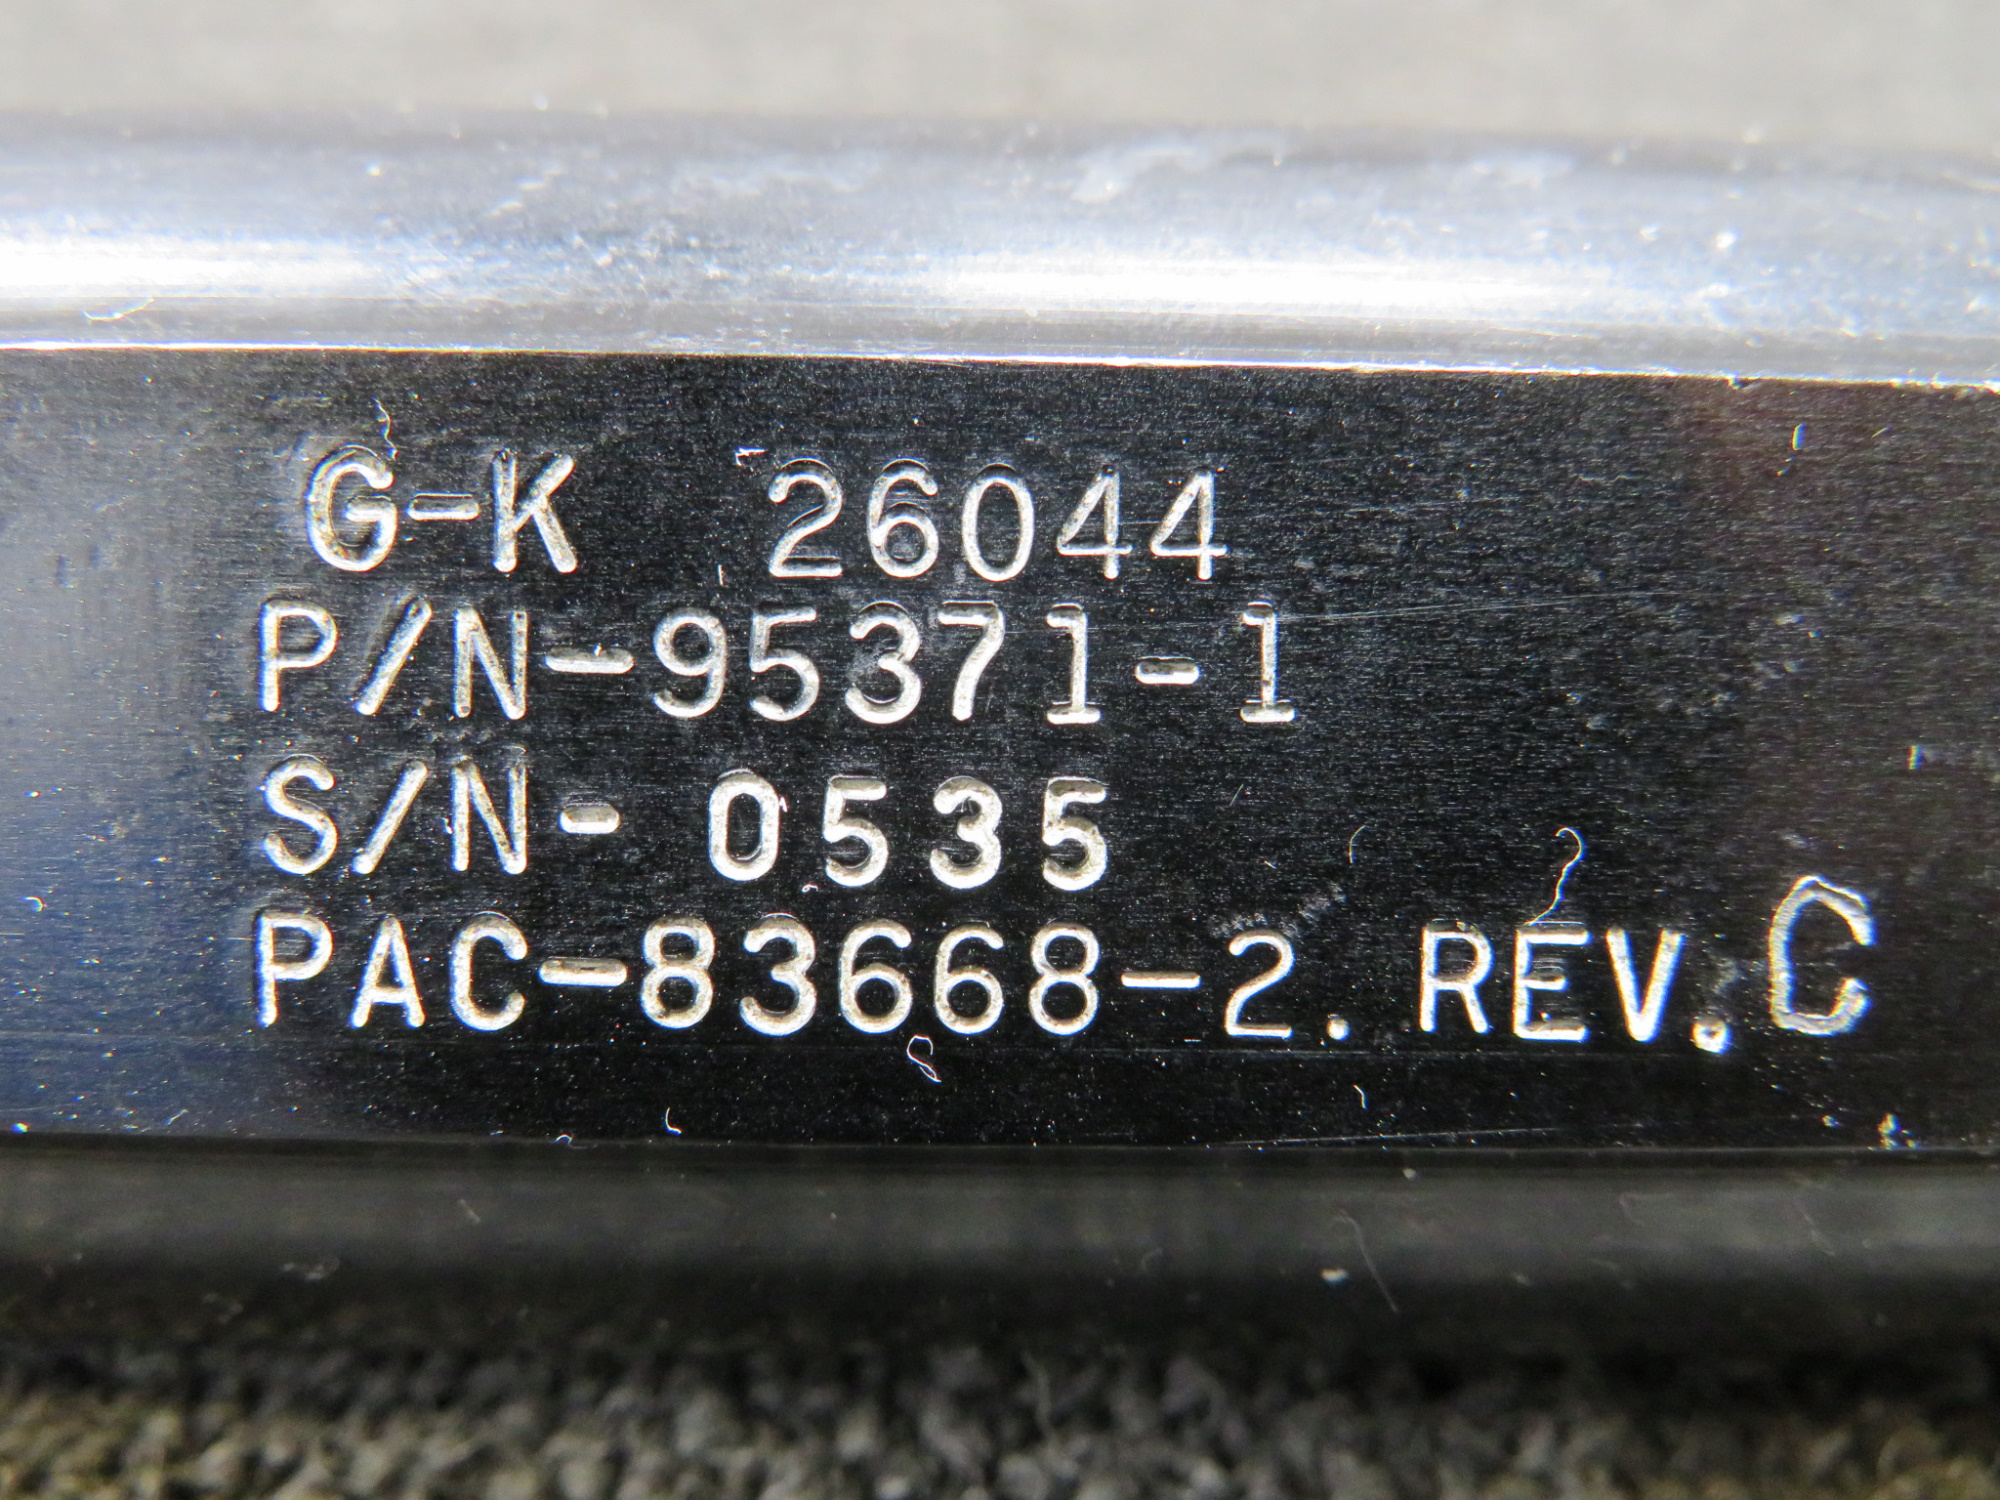 G-K 26044
P/N-95371-1
S/N- 0535
PAC-83668-2. REV. C